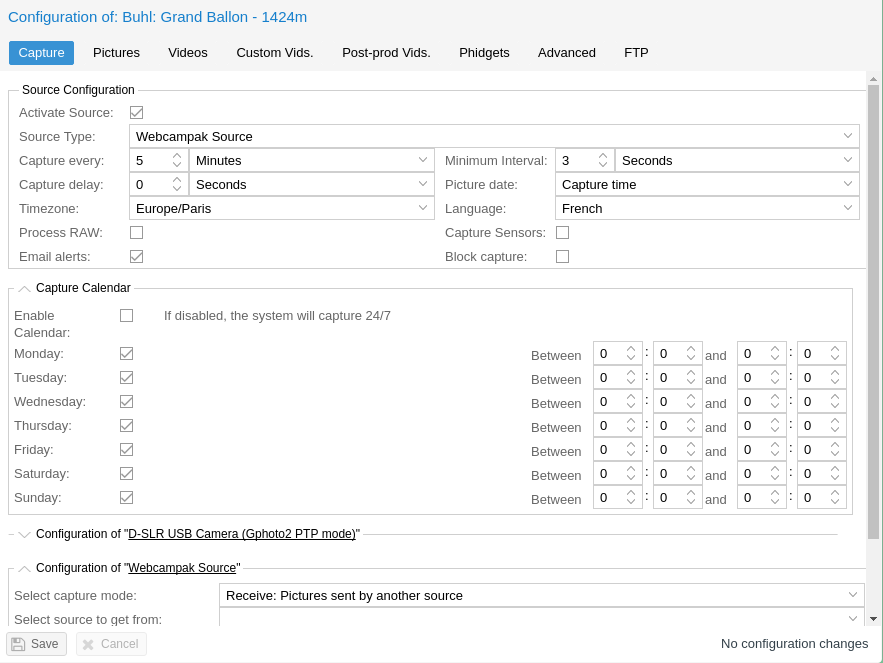 Configuration of: Buhl: Grand Ballon - 1424m
Capture Pictures Videos Custom Vids. Post-prod Vids. Phidgets Advanced FTP
Source Configuration
Activate Source:
Source Type: Webcampak Source
Capture every: 5 Minutes Minimum Interval: 3 Seconds
Capture delay: 0 Seconds Picture date: Capture time
Timezone: Europe/Paris Language: French
Process RAW: Capture Sensors:
Email alerts: Block capture:
Capture Calendar
Enable Calendar: If disabled, the system will capture 24/7
Monday: Between 0 : 0 and 0 : 0
Tuesday: Between 0 : 0 and 0 : 0
Wednesday: Between 0 : 0 and 0 : 0
Thursday: Between 0 : 0 and 0 : 0
Friday: Between 0 : 0 and 0 : 0
Saturday: Between 0 : 0 and 0 : 0
Sunday: Between 0 : 0 and 0 : 0
Configuration of "D-SLR USB Camera (Gphoto2 PTP mode)"
Configuration of "Webcampak Source"
Select capture mode: Receive: Pictures sent by another source
Select source to get from:
Save Cancel No configuration changes